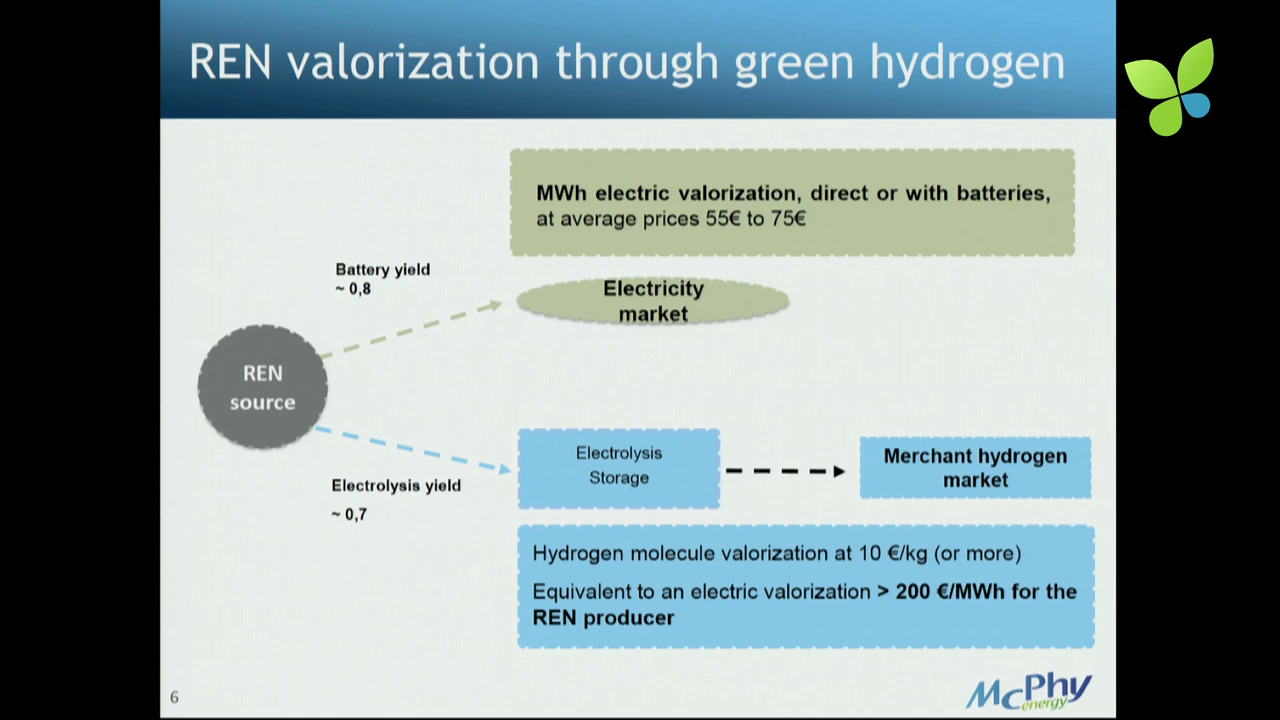 REN valorization through green hydrogen
MWh electric valorization, direct or with batteries,
at average prices 55€ to 75€
Battery yield
~ 0,8
Electricity
market
REN
source
Electrolysis yield
~ 0,7
Electrolysis
Storage
Merchant hydrogen
market
Hydrogen molecule valorization at 10 €/kg (or more)
Equivalent to an electric valorization > 200 €/MWh for the
REN producer
6
McPhy
energy